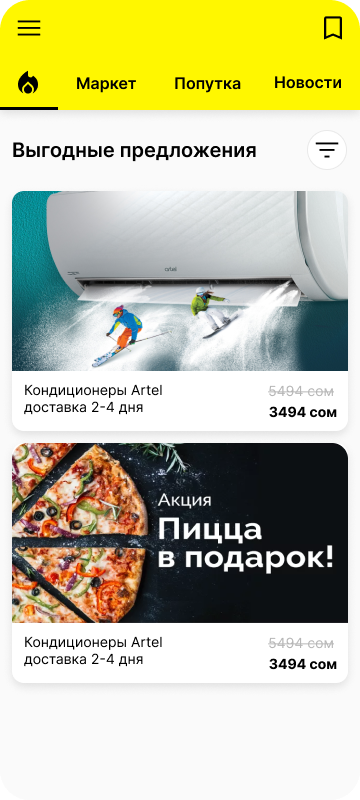 Маркет Попутка Новости
Выгодные предложения
artel
Кондиционеры Artel 5494 сом
доставка 2-4 дня 3494 сом
Акция
Пицца
в подарок!
Кондиционеры Artel 5494 сом
доставка 2-4 дня 3494 сом